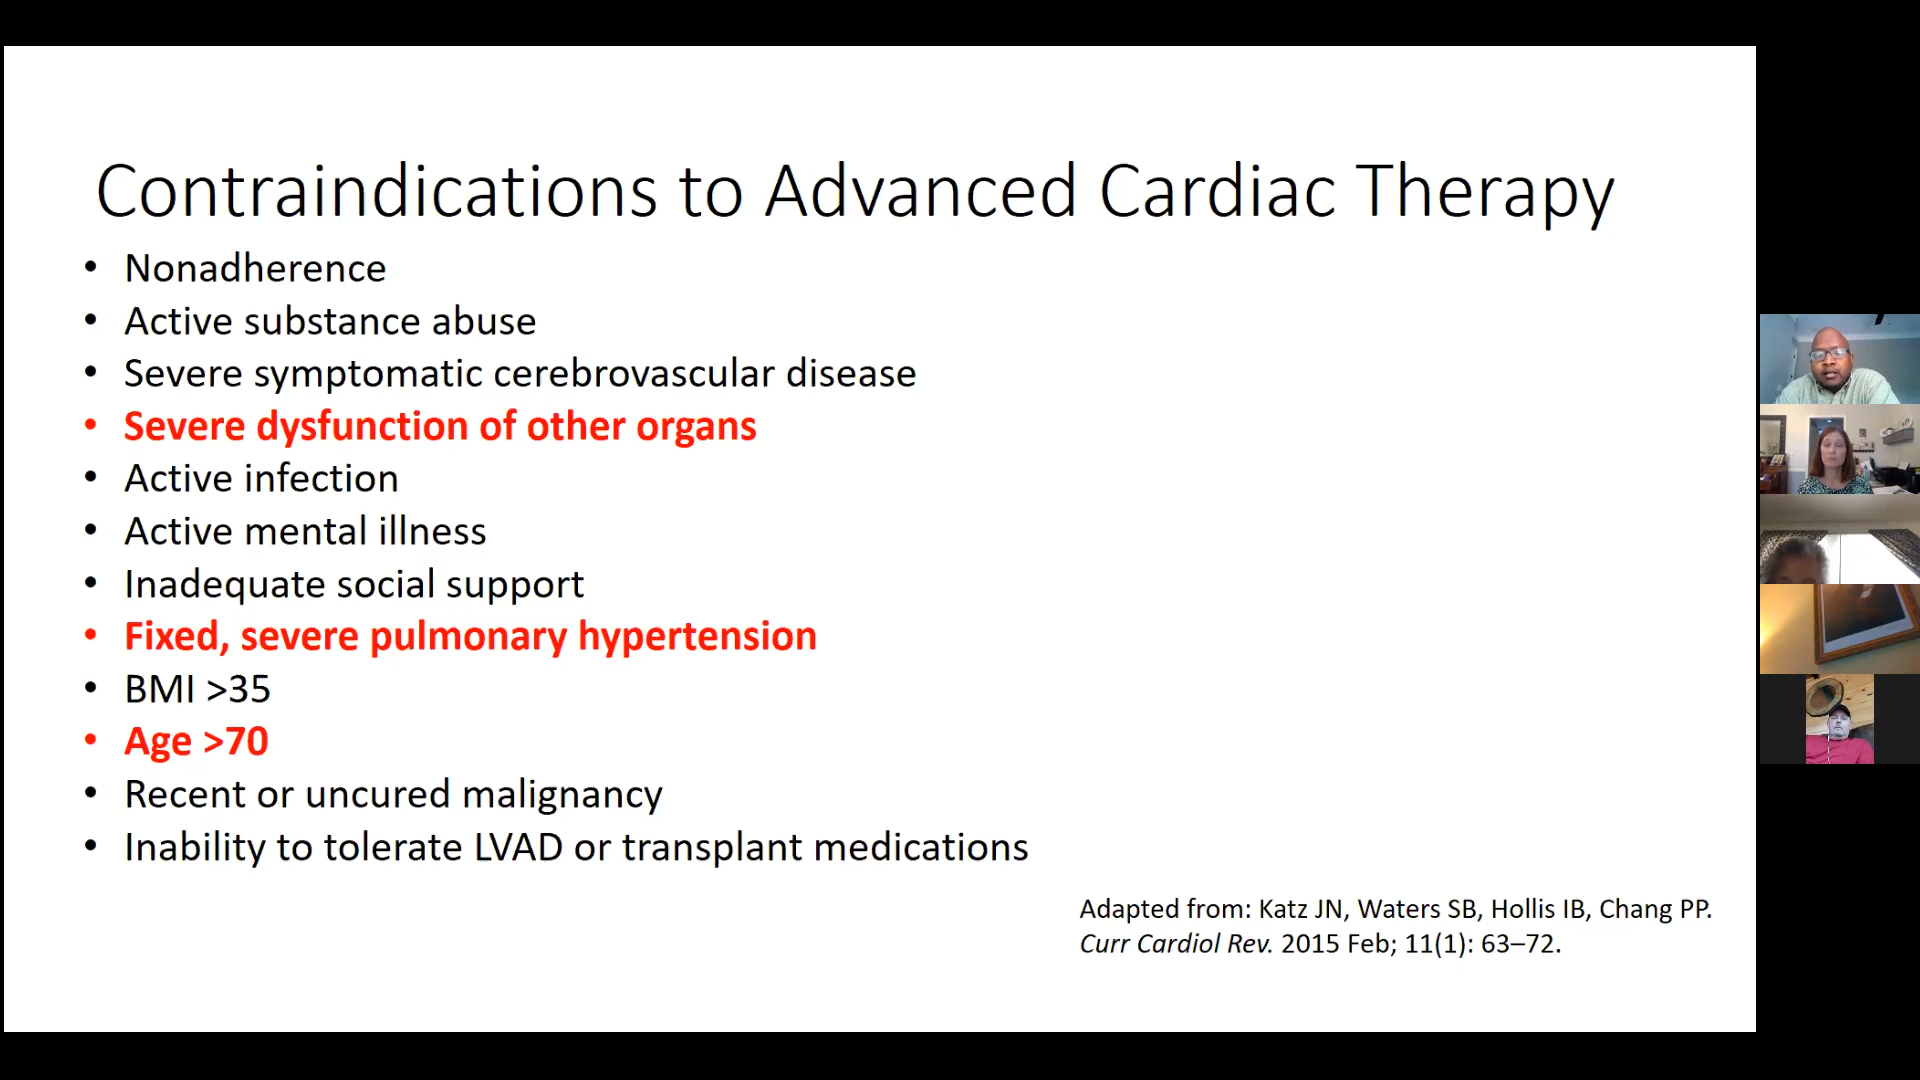 Contraindications to Advanced Cardiac Therapy
• Nonadherence
• Active substance abuse
• Severe symptomatic cerebrovascular disease
• Severe dysfunction of other organs
• Active infection
• Active mental illness
• Inadequate social support
• Fixed, severe pulmonary hypertension
• BMI >35
• Age >70
• Recent or uncured malignancy
• Inability to tolerate LVAD or transplant medications
Adapted from: Katz JN, Waters SB, Hollis IB, Chang PP.
Curr Cardiol Rev. 2015 Feb; 11(1): 63–72.